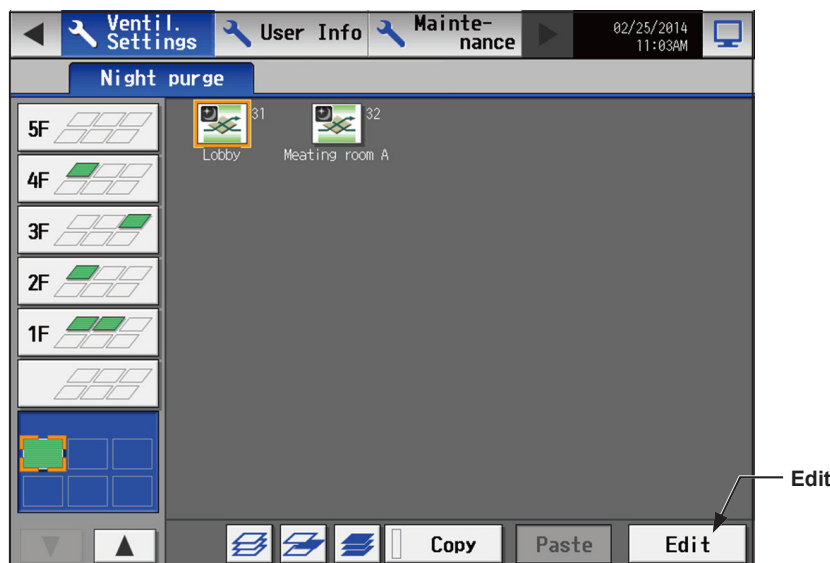 Ventil. Settings
User Info
Mainte-nance
02/25/2014
11:03AM
Night purge
5F
4F
3F
2F
1F
31
32
Lobby
Meating room A
Copy
Paste
Edit
Edit